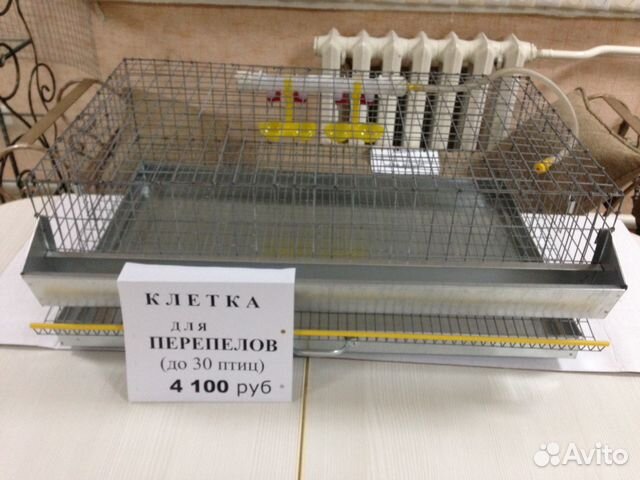 КЛЕТКА
для
ПЕРЕПЕЛОВ
(до 30 птиц)
4 100 руб
Avito